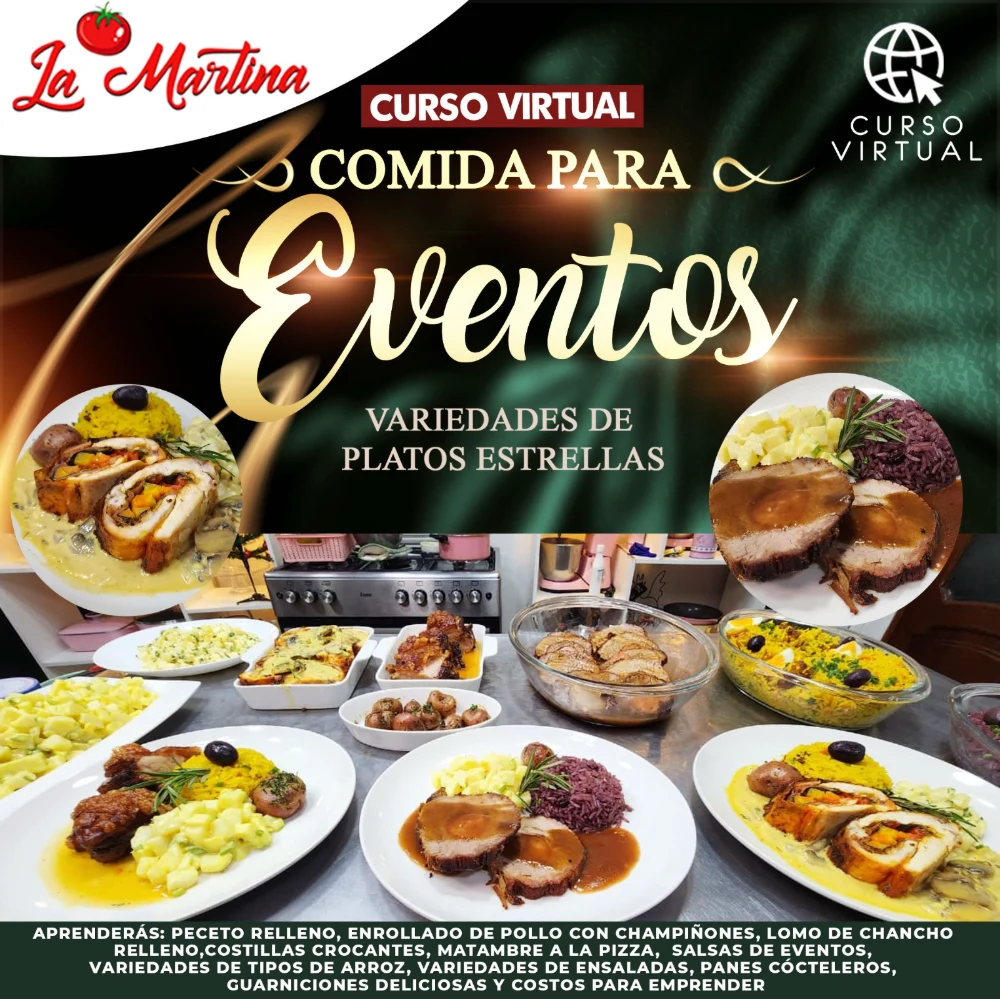 La Martina
CURSO VIRTUAL
CURSO
VIRTUAL
COMIDA PARA
Eventos
VARIEDADES DE
PLATOS ESTRELLAS
APRENDERÁS: PECETO RELLENO, ENROLLADO DE POLLO CON CHAMPIÑONES, LOMO DE CHANCHO
RELLENO,COSTILLAS CROCANTES, MATAMBRE A LA PIZZA, SALSAS DE EVENTOS,
VARIEDADES DE TIPOS DE ARROZ, VARIEDADES DE ENSALADAS, PANES CÓCTELEROS,
GUARNICIONES DELICIOSAS Y COSTOS PARA EMPRENDER